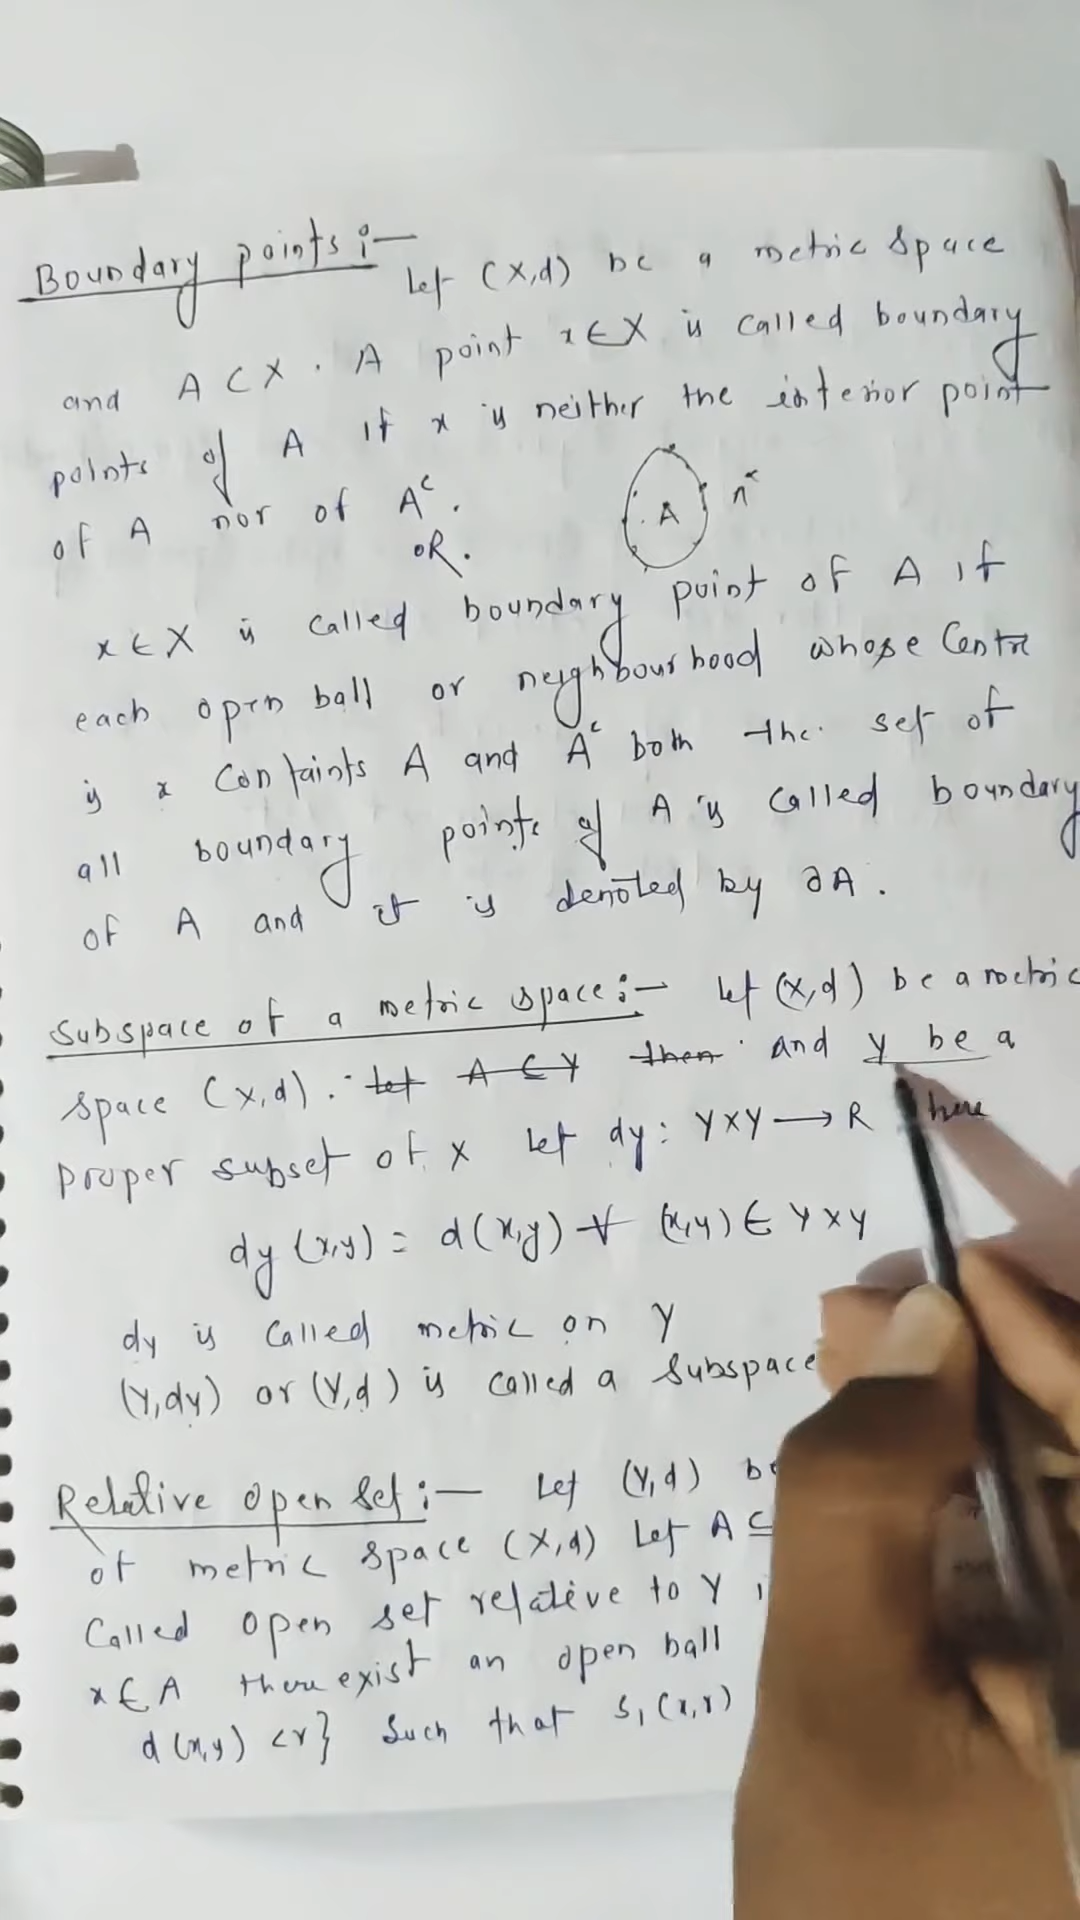 Boundary points :- Let (X,d) be a metric space
and A ⊂ X . A point x ∈ X is called boundary
points of A if x is neither the interior point
of A nor of Aᶜ.
A
OR.
x ∈ X is called boundary point of A if
each open ball or neighbourhood whose Centre
is x Containts A and Aᶜ both the set of
all boundary points of A is called boundary
of A and it is denoted by ∂A .
Subspace of a metric space :- Let (X,d) be a metric
space (X,d). Let A ⊆ Y then and Y be a
proper subset of X Let dy : Y×Y → R here
dy (x,y) = d(x,y) ∀ (x,y) ∈ Y×Y
dy is called metric on Y
(Y,dy) or (Y,d) is called a subspace
Relative open set :- Let (Y,d) be
of metric space (X,d) Let A ⊆
Called open set relative to Y
x ∈ A there exist an open ball
d(x,y) <r} such that S₁(x,r)